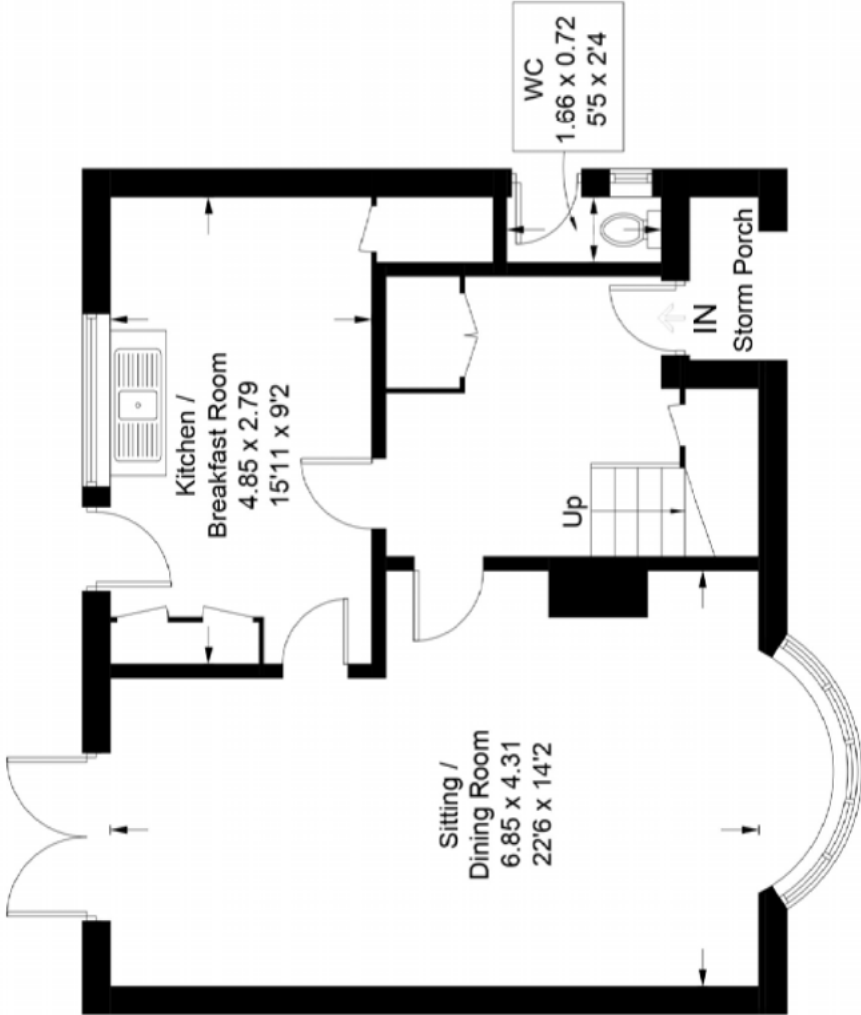 WC
1.66 x 0.72
5'5 x 2'4
Kitchen /
Breakfast Room
4.85 x 2.79
15'11 x 9'2
Storm Porch
IN
Up
Sitting /
Dining Room
6.85 x 4.31
22'6 x 14'2